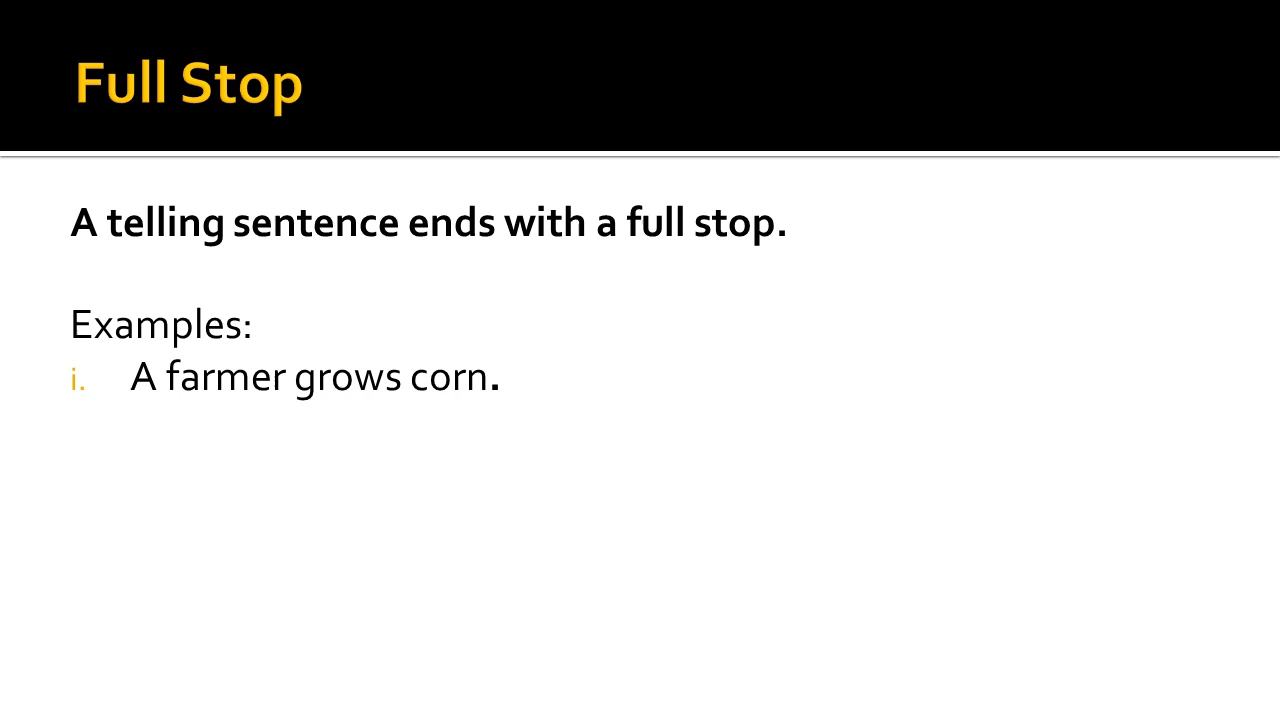 Full Stop
A telling sentence ends with a full stop.
Examples:
i. A farmer grows corn.